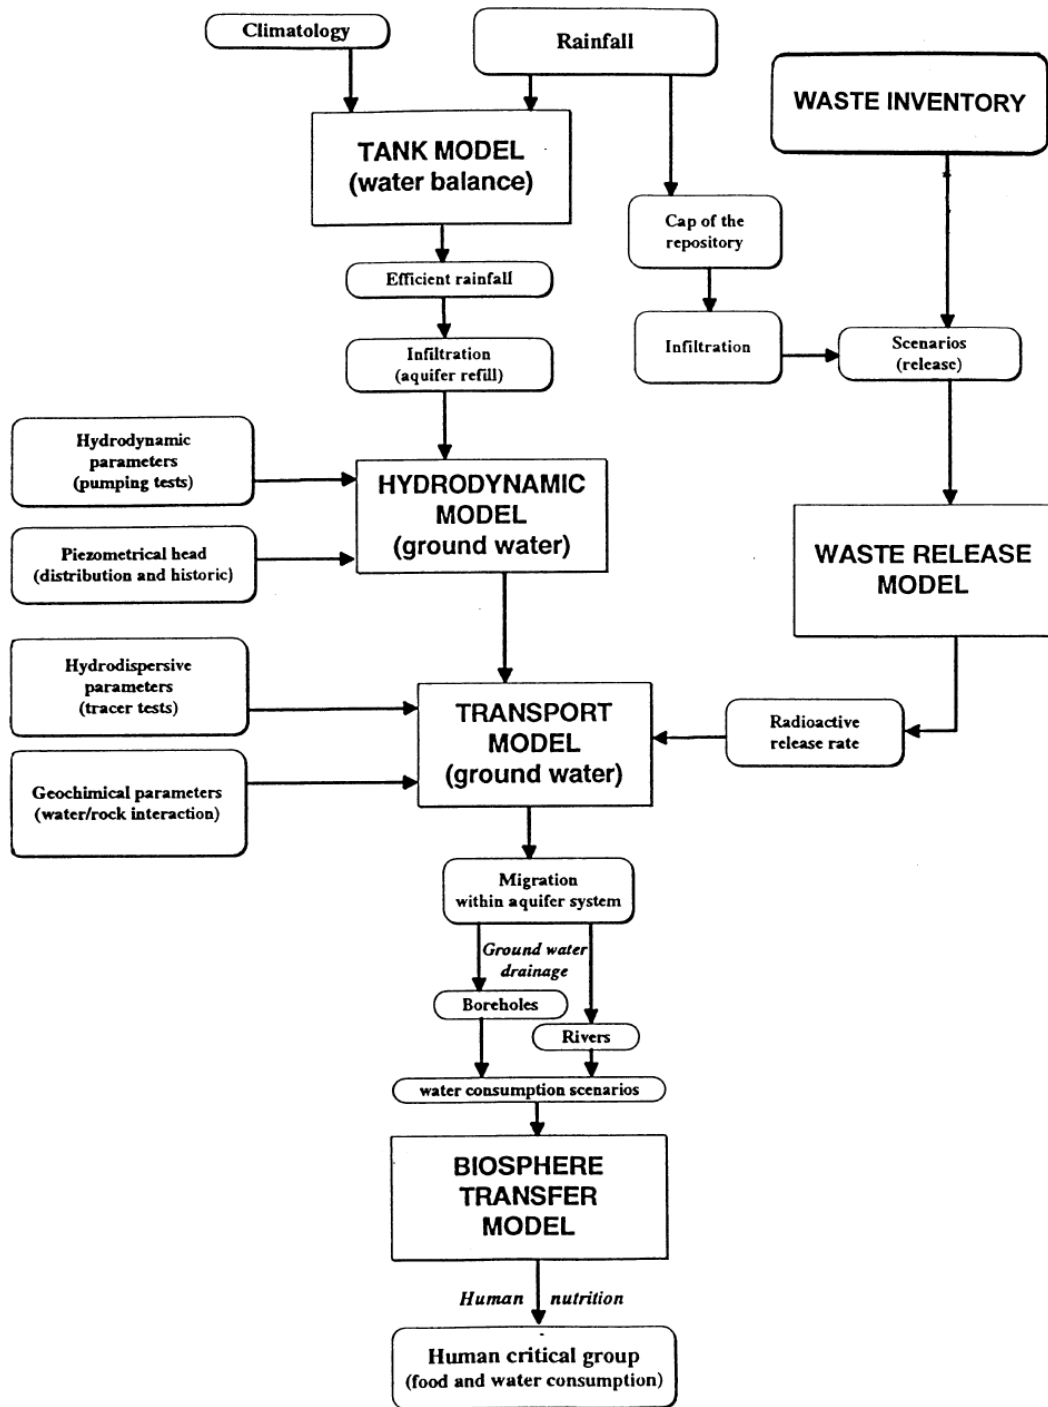 Climatology
Rainfall
WASTE INVENTORY
TANK MODEL
(water balance)
Cap of the
repository
Efficient rainfall
Infiltration
(aquifer refill)
Infiltration
Scenarios
(release)
Hydrodynamic
parameters
(pumping tests)
HYDRODYNAMIC
MODEL
(ground water)
Piezometrical head
(distribution and historic)
WASTE RELEASE
MODEL
Hydrodispersive
parameters
(tracer tests)
TRANSPORT
MODEL
(ground water)
Radioactive
release rate
Geochimical parameters
(water/rock interaction)
Migration
within aquifer system
Ground water
drainage
Boreholes
Rivers
water consumption scenarios
BIOSPHERE
TRANSFER
MODEL
Human nutrition
Human critical group
(food and water consumption)